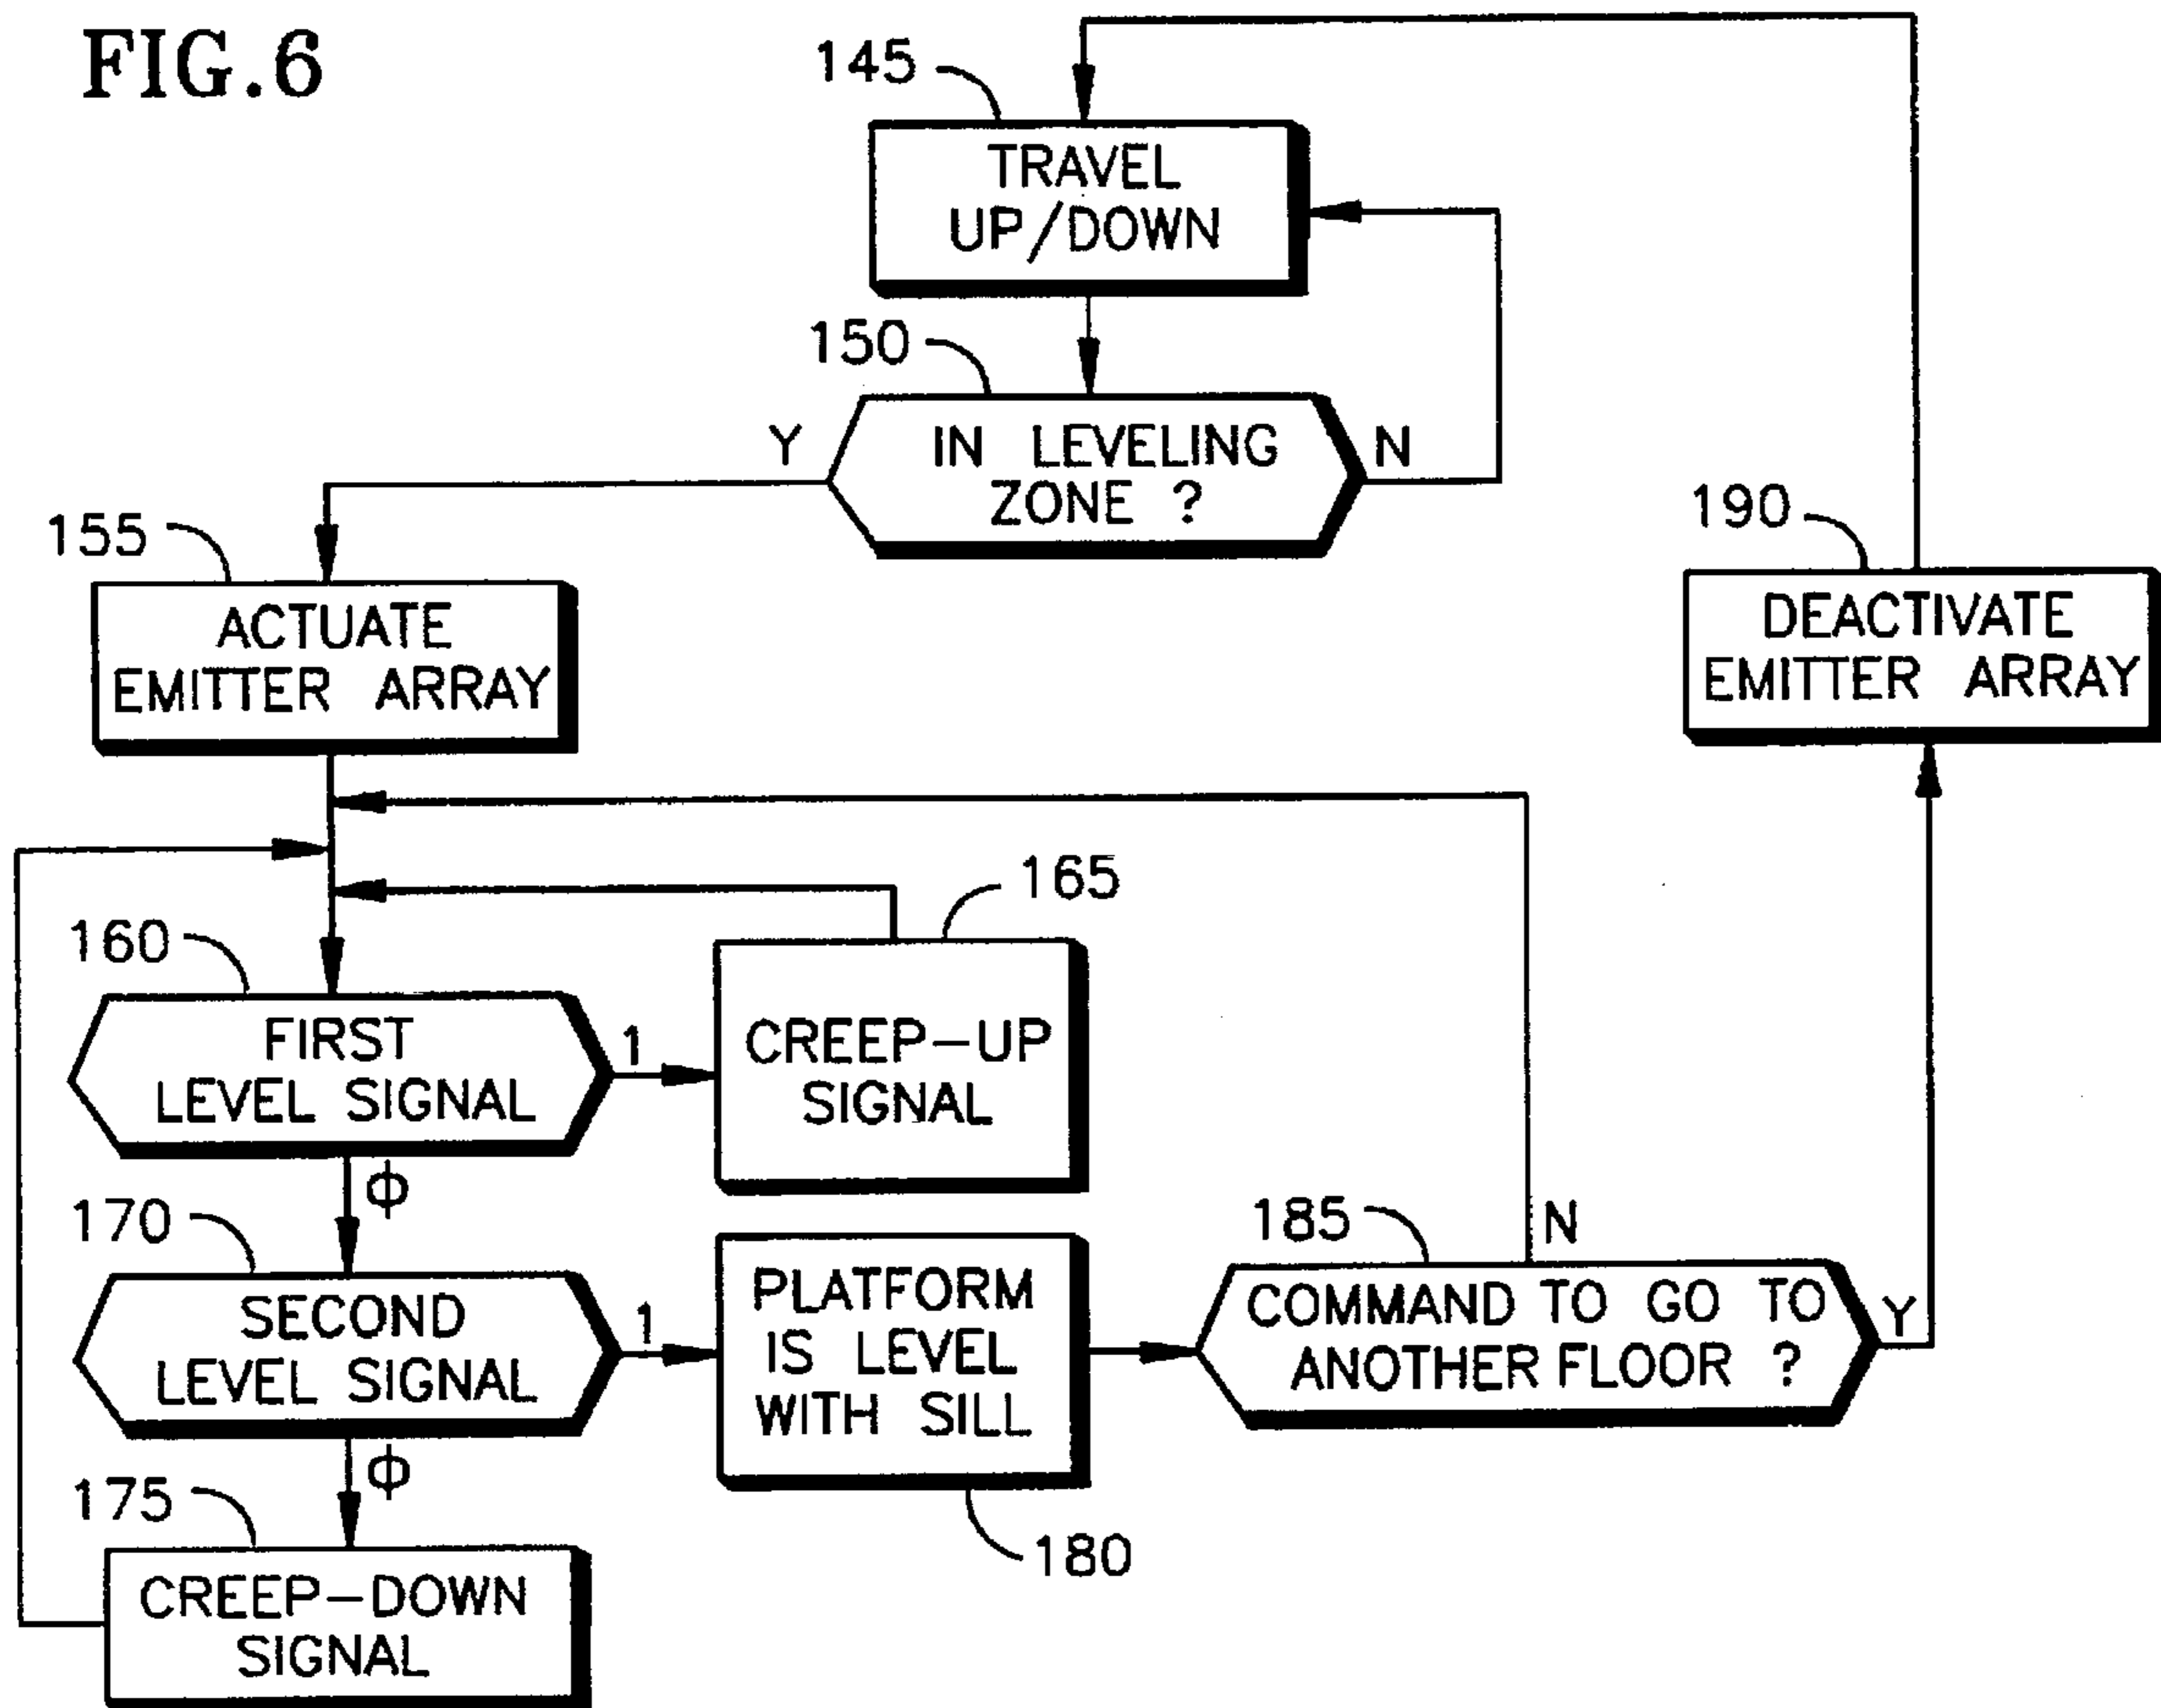 FIG.6
145
TRAVEL
UP/DOWN
150
Y
IN LEVELING
ZONE ?
N
155
ACTUATE
EMITTER ARRAY
190
DEACTIVATE
EMITTER ARRAY
160
FIRST
LEVEL SIGNAL
1
165
CREEP-UP
SIGNAL
Φ
170
SECOND
LEVEL SIGNAL
1
PLATFORM
IS LEVEL
WITH SILL
180
185
N
COMMAND TO GO TO
ANOTHER FLOOR ?
Y
Φ
175
CREEP-DOWN
SIGNAL